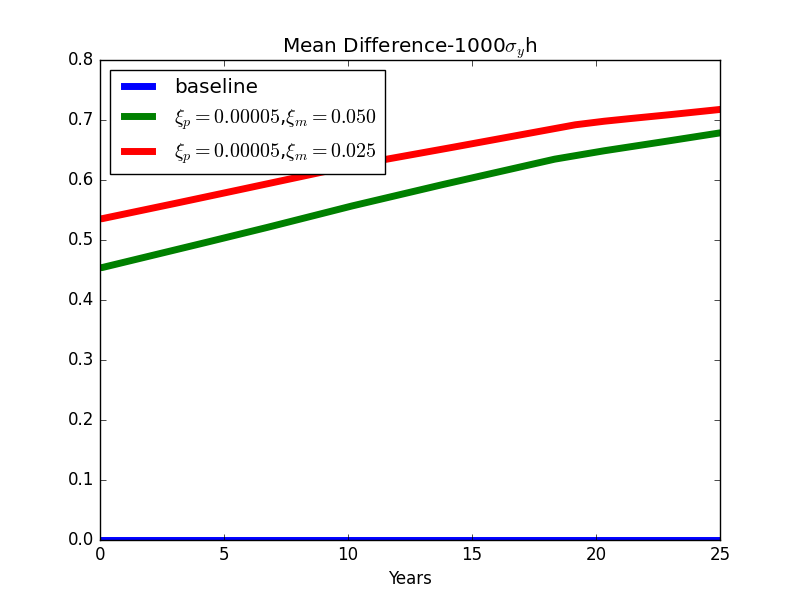 Mean Difference-1000σ_yh
0.8
0.7
0.6
0.5
0.4
0.3
0.2
0.1
0.0
baseline
ξ_p = 0.00005,ξ_m = 0.050
ξ_p = 0.00005,ξ_m = 0.025
0 5 10 15 20 25
Years